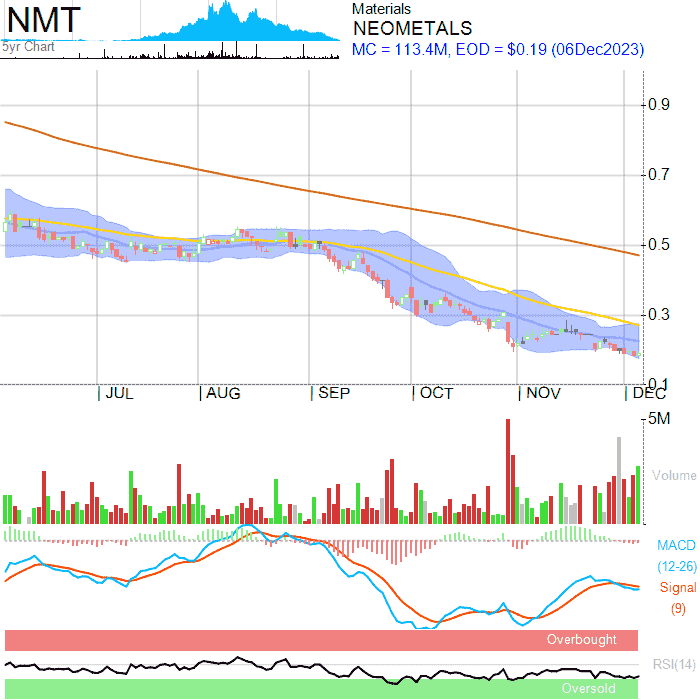 NMT
5yr Chart
Materials
NEOMETALS
MC = 113.4M, EOD = $0.19 (06Dec2023)
0.9
0.7
0.5
0.3
0.1
JUL AUG SEP OCT NOV DEC
5M
Volume
MACD
(12-26)
Signal
(9)
Overbought
RSI(14)
Oversold